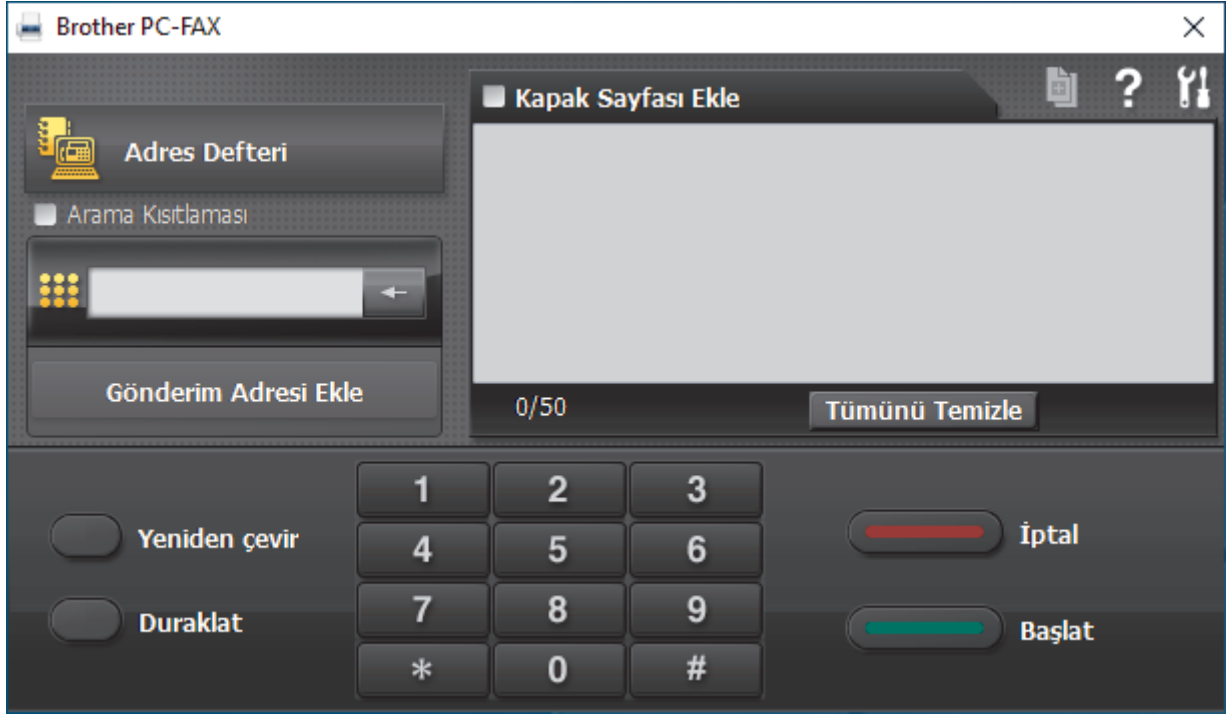 Brother PC-FAX
Kapak Sayfası Ekle
?
Adres Defteri
Arama Kısıtlaması
Gönderim Adresi Ekle
0/50
Tümünü Temizle
1 2 3
4 5 6
7 8 9
* 0 #
Yeniden çevir
Duraklat
İptal
Başlat